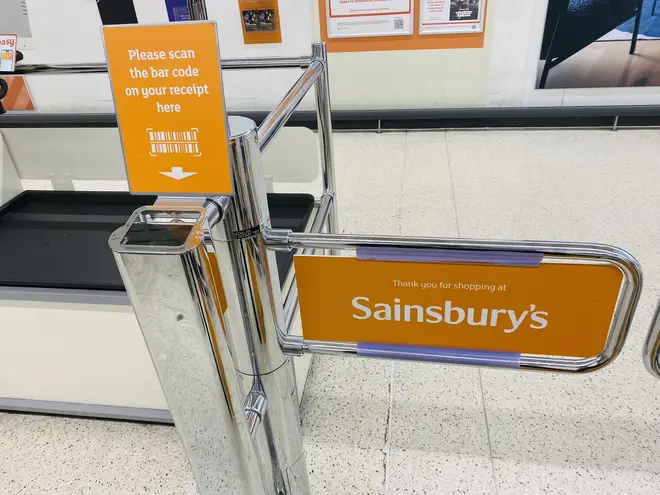 Please scan
the bar code
on your receipt
here
Thank you for shopping at
Sainsbury's